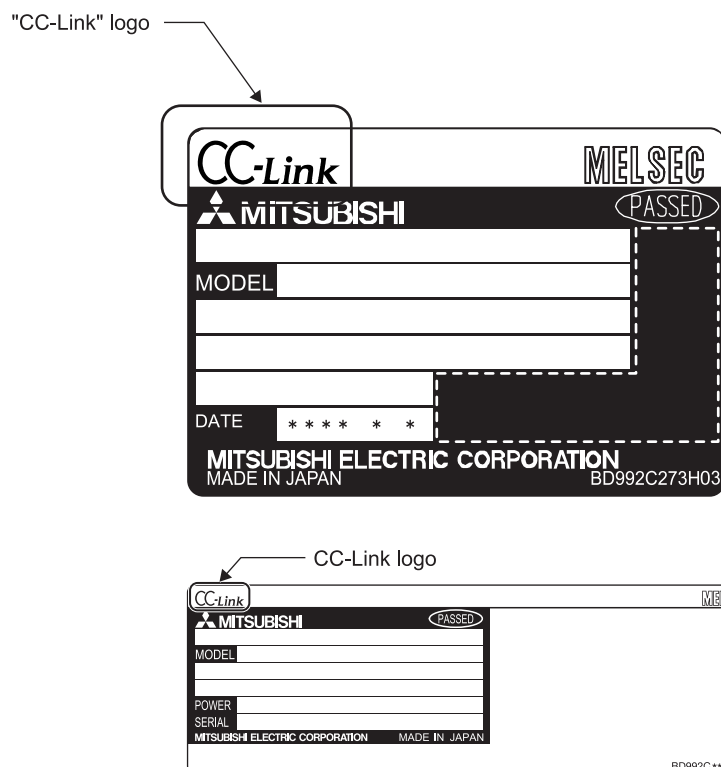 "CC-Link" logo
CC-Link MELSEC
MITSUBISHI PASSED
MODEL
DATE * * * * * *
MITSUBISHI ELECTRIC CORPORATION
MADE IN JAPAN BD992C273H03
CC-Link logo
CC-Link
MITSUBISHI PASSED
MODEL
POWER
SERIAL
MITSUBISHI ELECTRIC CORPORATION MADE IN JAPAN